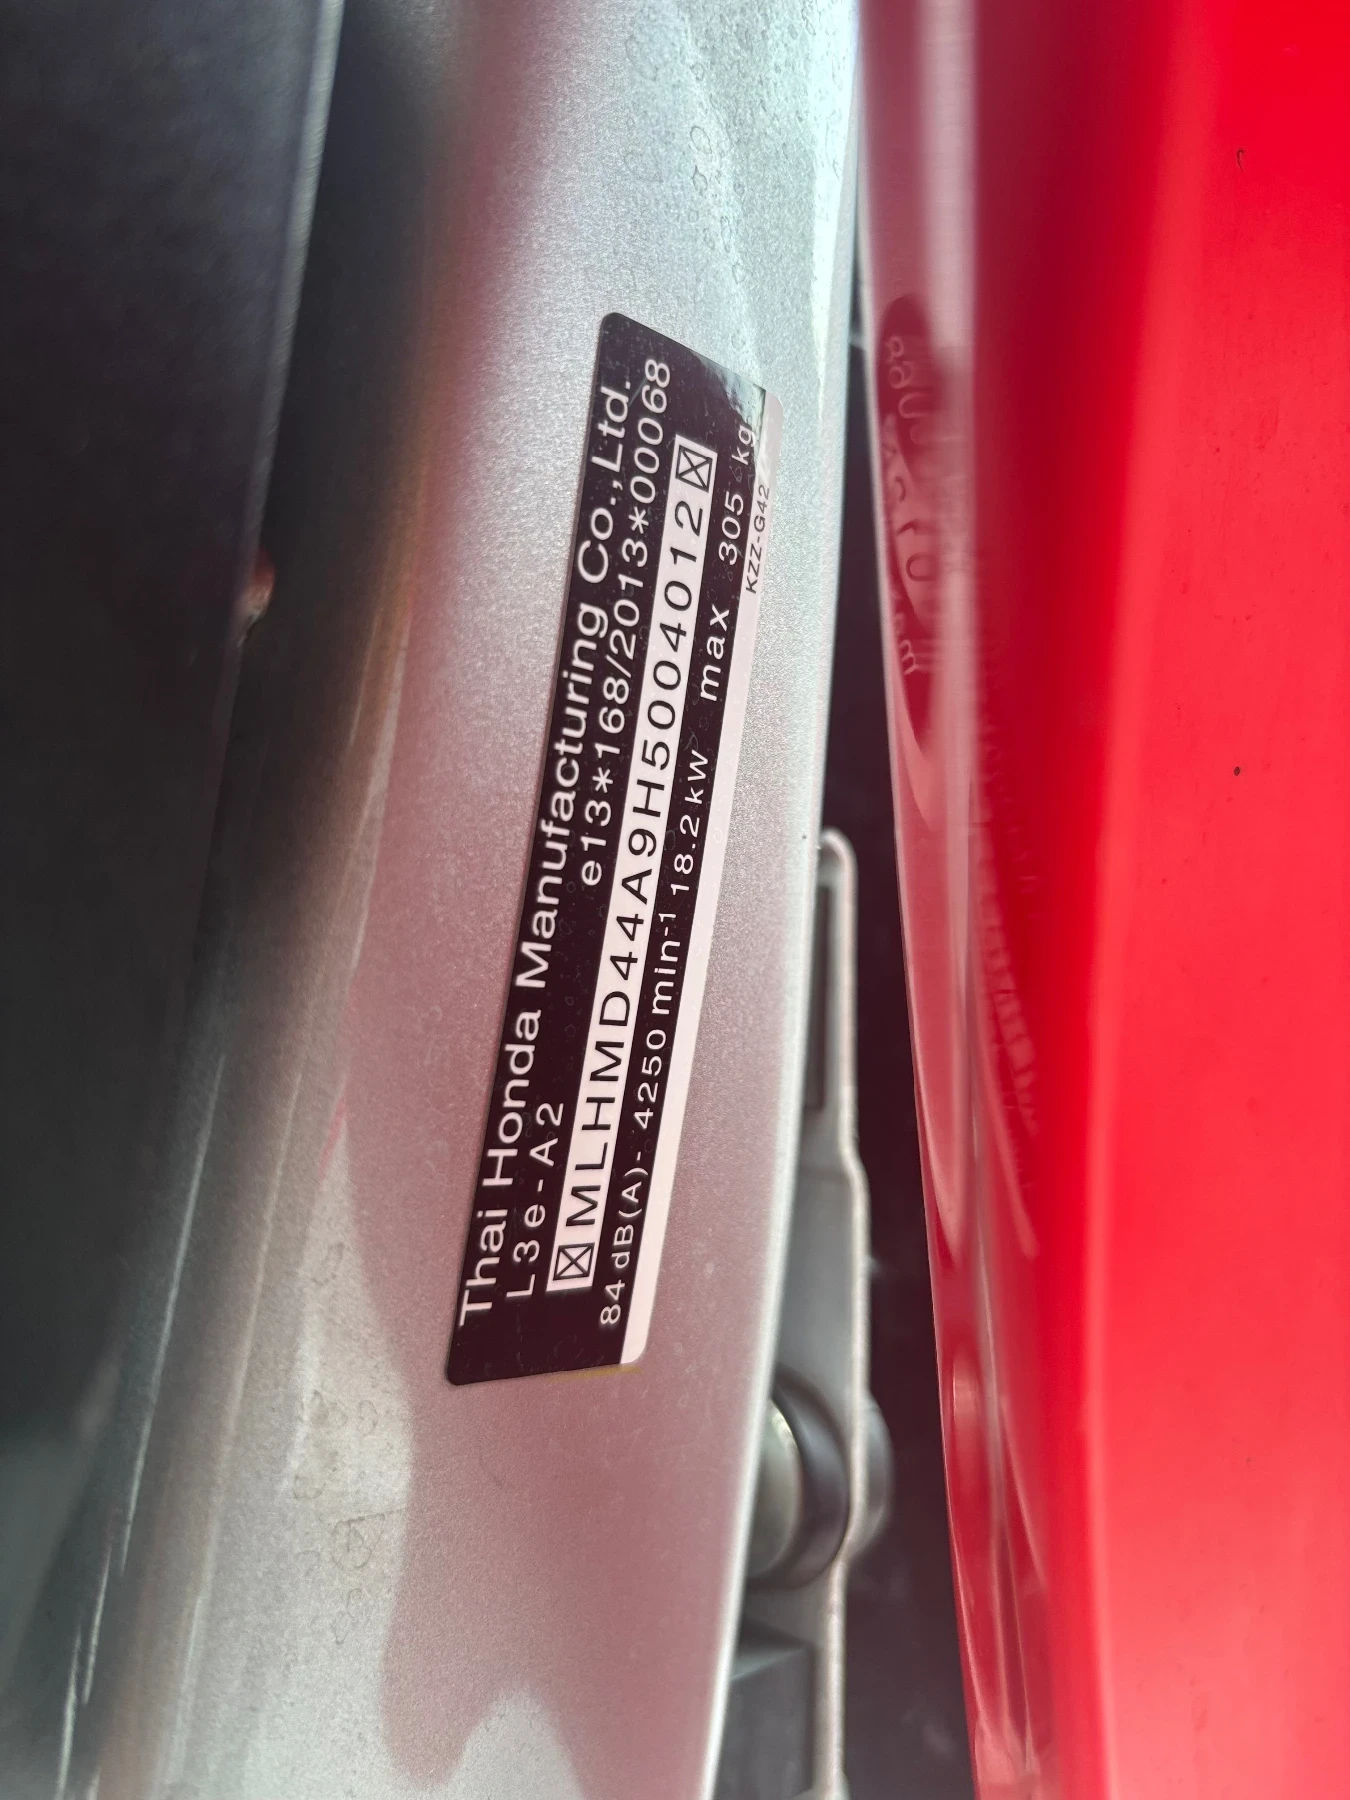 Thai Honda Manufacturing Co.,Ltd.
L3e-A2 e13*168/2013*00068
MLHMD44A9H5004012
84 dB(A)- 4250 min-1 18.2 kw max 305 kg
KZZ-G42